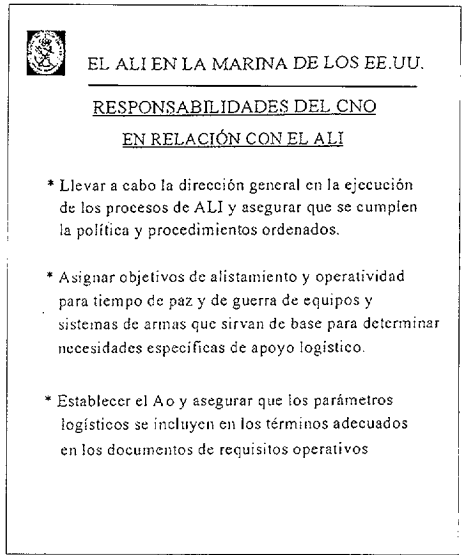 EL ALI EN LA MARINA DE LOS EE.UU.
RESPONSABILIDADES DEL CNO
EN RELACIÓN CON EL ALI
* Llevar a cabo la dirección general en la ejecución
de los procesos de ALI y asegurar que se cumplen
la política y procedimientos ordenados.
* Asignar objetivos de alistamiento y operatividad
para tiempo de paz y de guerra de equipos y
sistemas de armas que sirvan de base para determinar
necesidades específicas de apoyo logístico.
* Establecer el Ao y asegurar que los parámetros
logísticos se incluyen en los términos adecuados
en los documentos de requisitos operativos